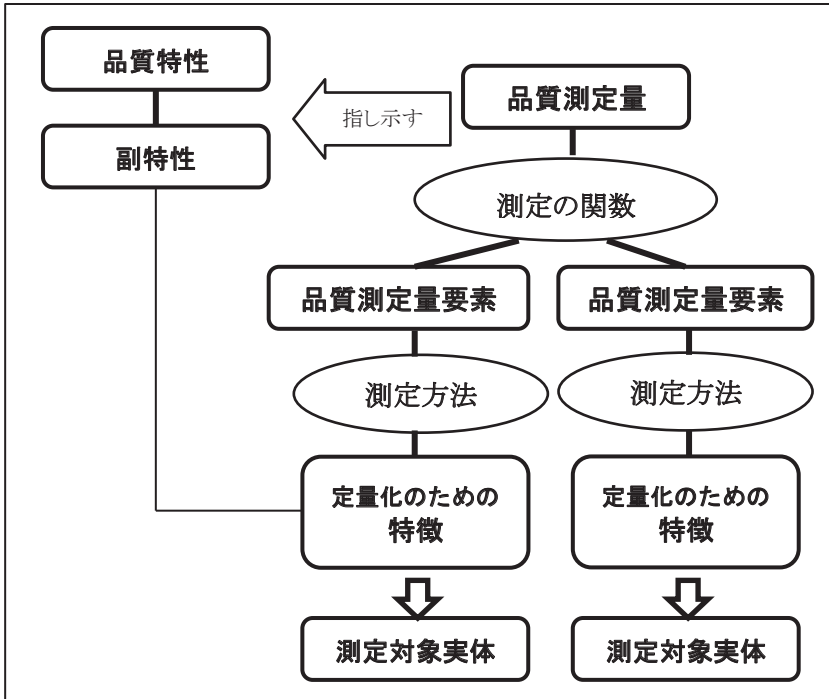 品質特性
副特性
指し示す
品質測定量
測定の関数
品質測定量要素
品質測定量要素
測定方法
測定方法
定量化のための
特徴
定量化のための
特徴
測定対象実体
測定対象実体